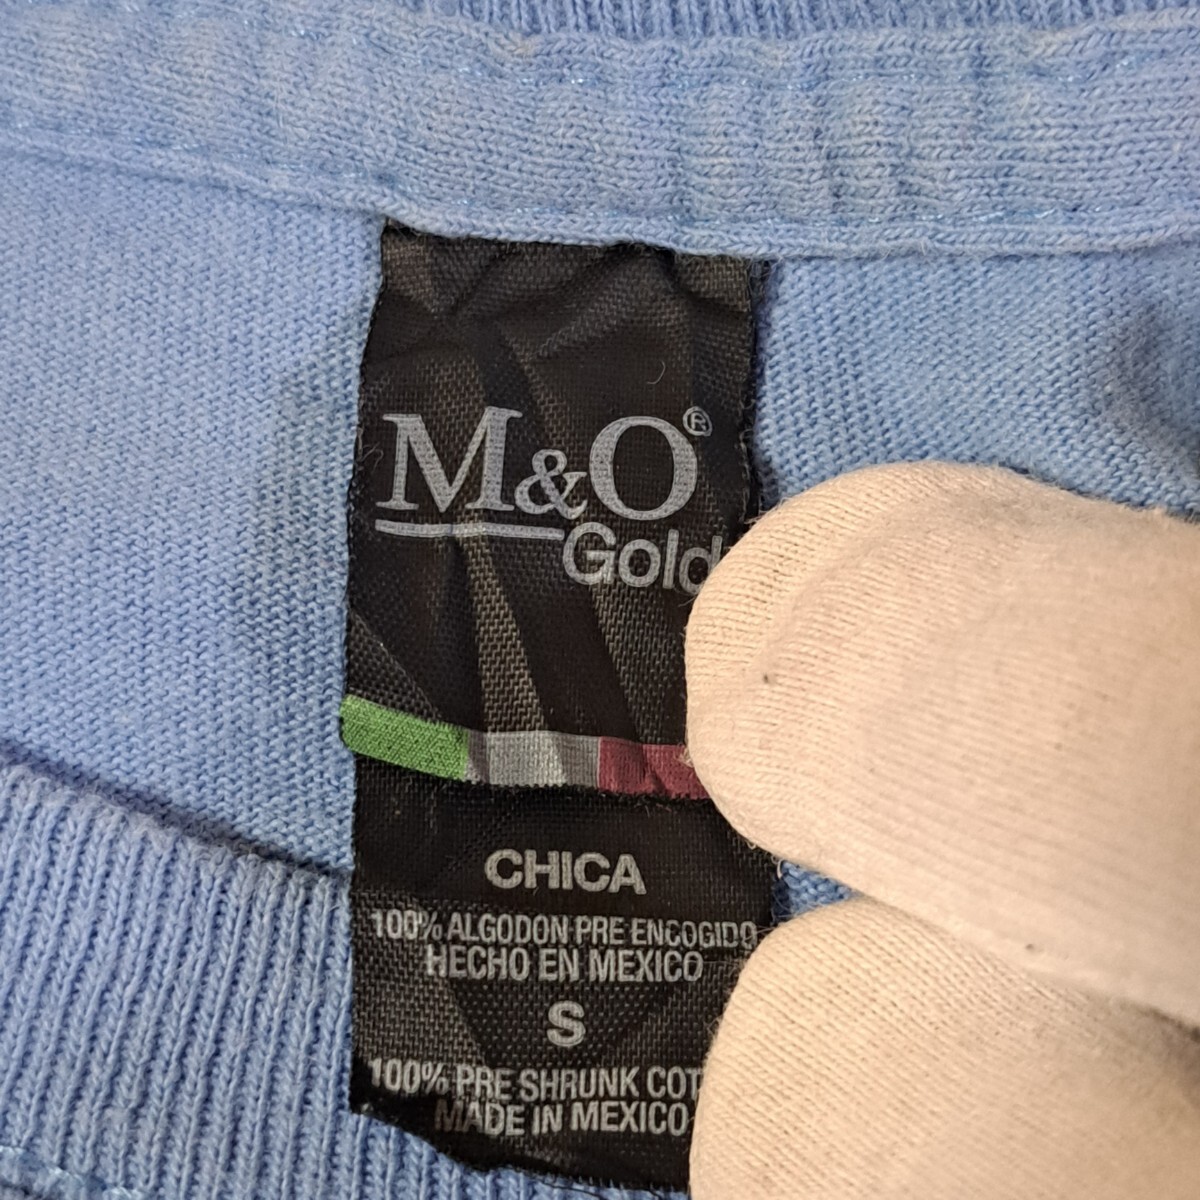 M&O®
Gold
CHICA
100% ALGODON PRE ENCOGIDO
HECHO EN MEXICO
S
100% PRE SHRUNK COT
MADE IN MEXICO